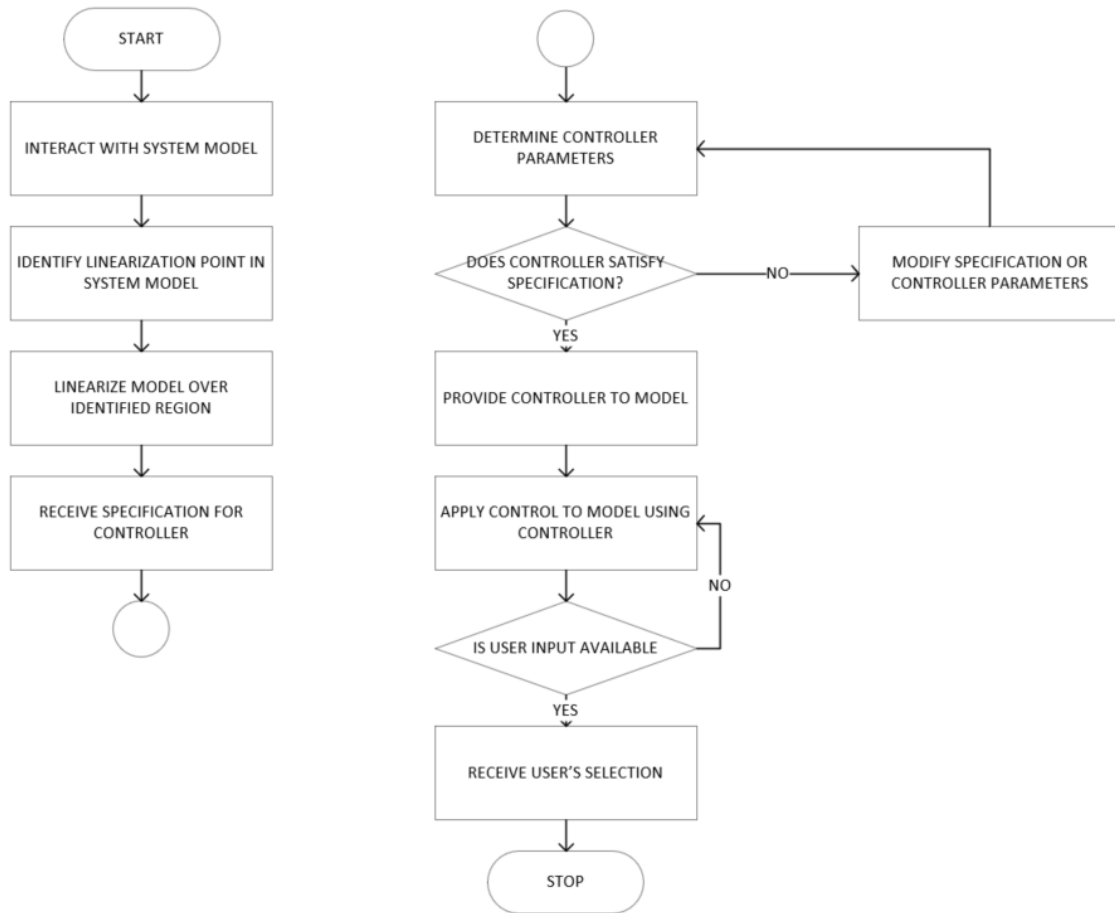 START
INTERACT WITH SYSTEM MODEL
IDENTIFY LINEARIZATION POINT IN
SYSTEM MODEL
LINEARIZE MODEL OVER
IDENTIFIED REGION
RECEIVE SPECIFICATION FOR
CONTROLLER
DETERMINE CONTROLLER
PARAMETERS
DOES CONTROLLER SATISFY
SPECIFICATION?
NO
MODIFY SPECIFICATION OR
CONTROLLER PARAMETERS
YES
PROVIDE CONTROLLER TO MODEL
APPLY CONTROL TO MODEL USING
CONTROLLER
NO
IS USER INPUT AVAILABLE
YES
RECEIVE USER'S SELECTION
STOP